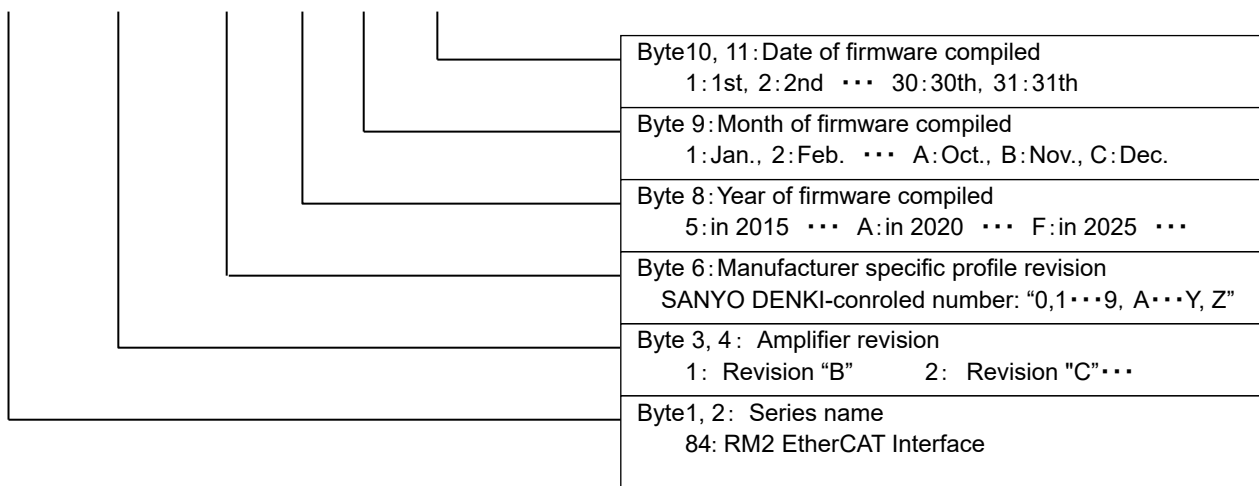 Byte10, 11：Date of firmware compiled
1：1st, 2：2nd ･･･ 30：30th, 31：31th
Byte 9：Month of firmware compiled
1：Jan., 2：Feb. ･･･ A：Oct., B：Nov., C：Dec.
Byte 8：Year of firmware compiled
5：in 2015 ･･･ A：in 2020 ･･･ F：in 2025 ･･･
Byte 6：Manufacturer specific profile revision
SANYO DENKI-conroled number: “0,1･･･9, A･･･Y, Z”
Byte 3, 4： Amplifier revision
1： Revision “B” 2： Revision "C”･･･
Byte1, 2： Series name
84: RM2 EtherCAT Interface